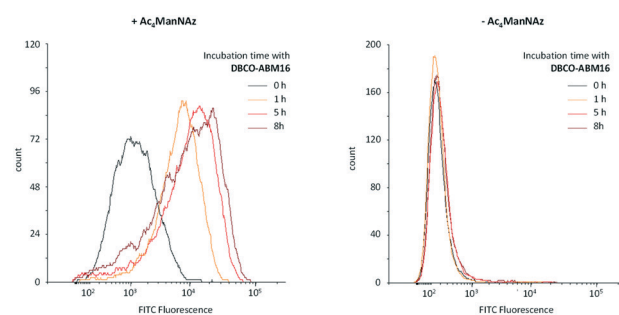 + Ac₄ManNAz
120
96
72
48
24
0
count
10² 10³ 10⁴ 10⁵
FITC Fluorescence
Incubation time with
DBCO-ABM16
0 h
1 h
5 h
8h
- Ac₄ManNAz
200
160
120
80
40
0
count
10² 10³ 10⁴ 10⁵
FITC Fluorescence
Incubation time with
DBCO-ABM16
0 h
1 h
5 h
8h